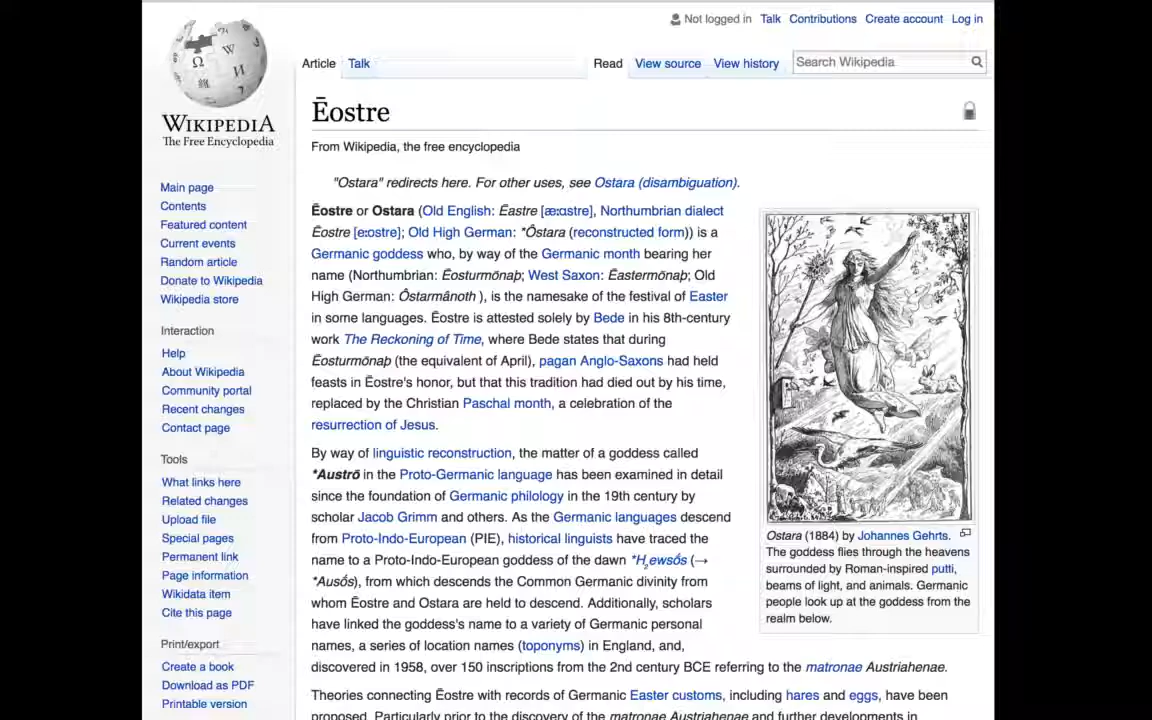 Not logged in Talk Contributions Create account Log in
Article Talk Read View source View history Search Wikipedia
WIKIPEDIA
The Free Encyclopedia
Main page
Contents
Featured content
Current events
Random article
Donate to Wikipedia
Wikipedia store
Interaction
Help
About Wikipedia
Community portal
Recent changes
Contact page
Tools
What links here
Related changes
Upload file
Special pages
Permanent link
Page information
Wikidata item
Cite this page
Print/export
Create a book
Download as PDF
Printable version
Ēostre
From Wikipedia, the free encyclopedia
"Ostara" redirects here. For other uses, see Ostara (disambiguation).
Ēostre or Ostara (Old English: Ēastre [æːɑstre], Northumbrian dialect
Ēostre [eːostre]; Old High German: *Ôstara (reconstructed form)) is a
Germanic goddess who, by way of the Germanic month bearing her
name (Northumbrian: Ēosturmōnaþ; West Saxon: Ēastermōnaþ; Old
High German: Ôstarmânoth ), is the namesake of the festival of Easter
in some languages. Ēostre is attested solely by Bede in his 8th-century
work The Reckoning of Time, where Bede states that during
Ēosturmōnaþ (the equivalent of April), pagan Anglo-Saxons had held
feasts in Ēostre's honor, but that this tradition had died out by his time,
replaced by the Christian Paschal month, a celebration of the
resurrection of Jesus.
By way of linguistic reconstruction, the matter of a goddess called
*Austrō in the Proto-Germanic language has been examined in detail
since the foundation of Germanic philology in the 19th century by
scholar Jacob Grimm and others. As the Germanic languages descend
from Proto-Indo-European (PIE), historical linguists have traced the
name to a Proto-Indo-European goddess of the dawn *H₂ewsṓs (→
*Ausṓs), from which descends the Common Germanic divinity from
whom Ēostre and Ostara are held to descend. Additionally, scholars
have linked the goddess's name to a variety of Germanic personal
names, a series of location names (toponyms) in England, and,
discovered in 1958, over 150 inscriptions from the 2nd century BCE referring to the matronae Austriahenae.
Theories connecting Ēostre with records of Germanic Easter customs, including hares and eggs, have been
proposed. Particularly prior to the discovery of the matronae Austriahenae and further developments in
Ostara (1884) by Johannes Gehrts.
The goddess flies through the heavens
surrounded by Roman-inspired putti,
beams of light, and animals. Germanic
people look up at the goddess from the
realm below.